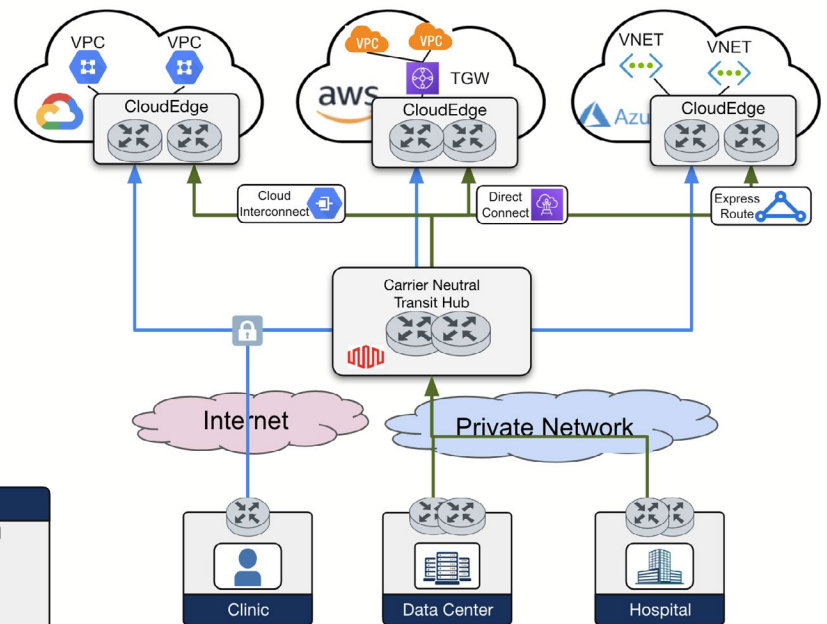 VPC
VPC
CloudEdge
VPC
VPC
TGW
aws
CloudEdge
VNET
VNET
CloudEdge
Azu
Cloud
Interconnect
Direct
Connect
Express
Route
Carrier Neutral
Transit Hub
Internet
Private Network
Clinic
Data Center
Hospital